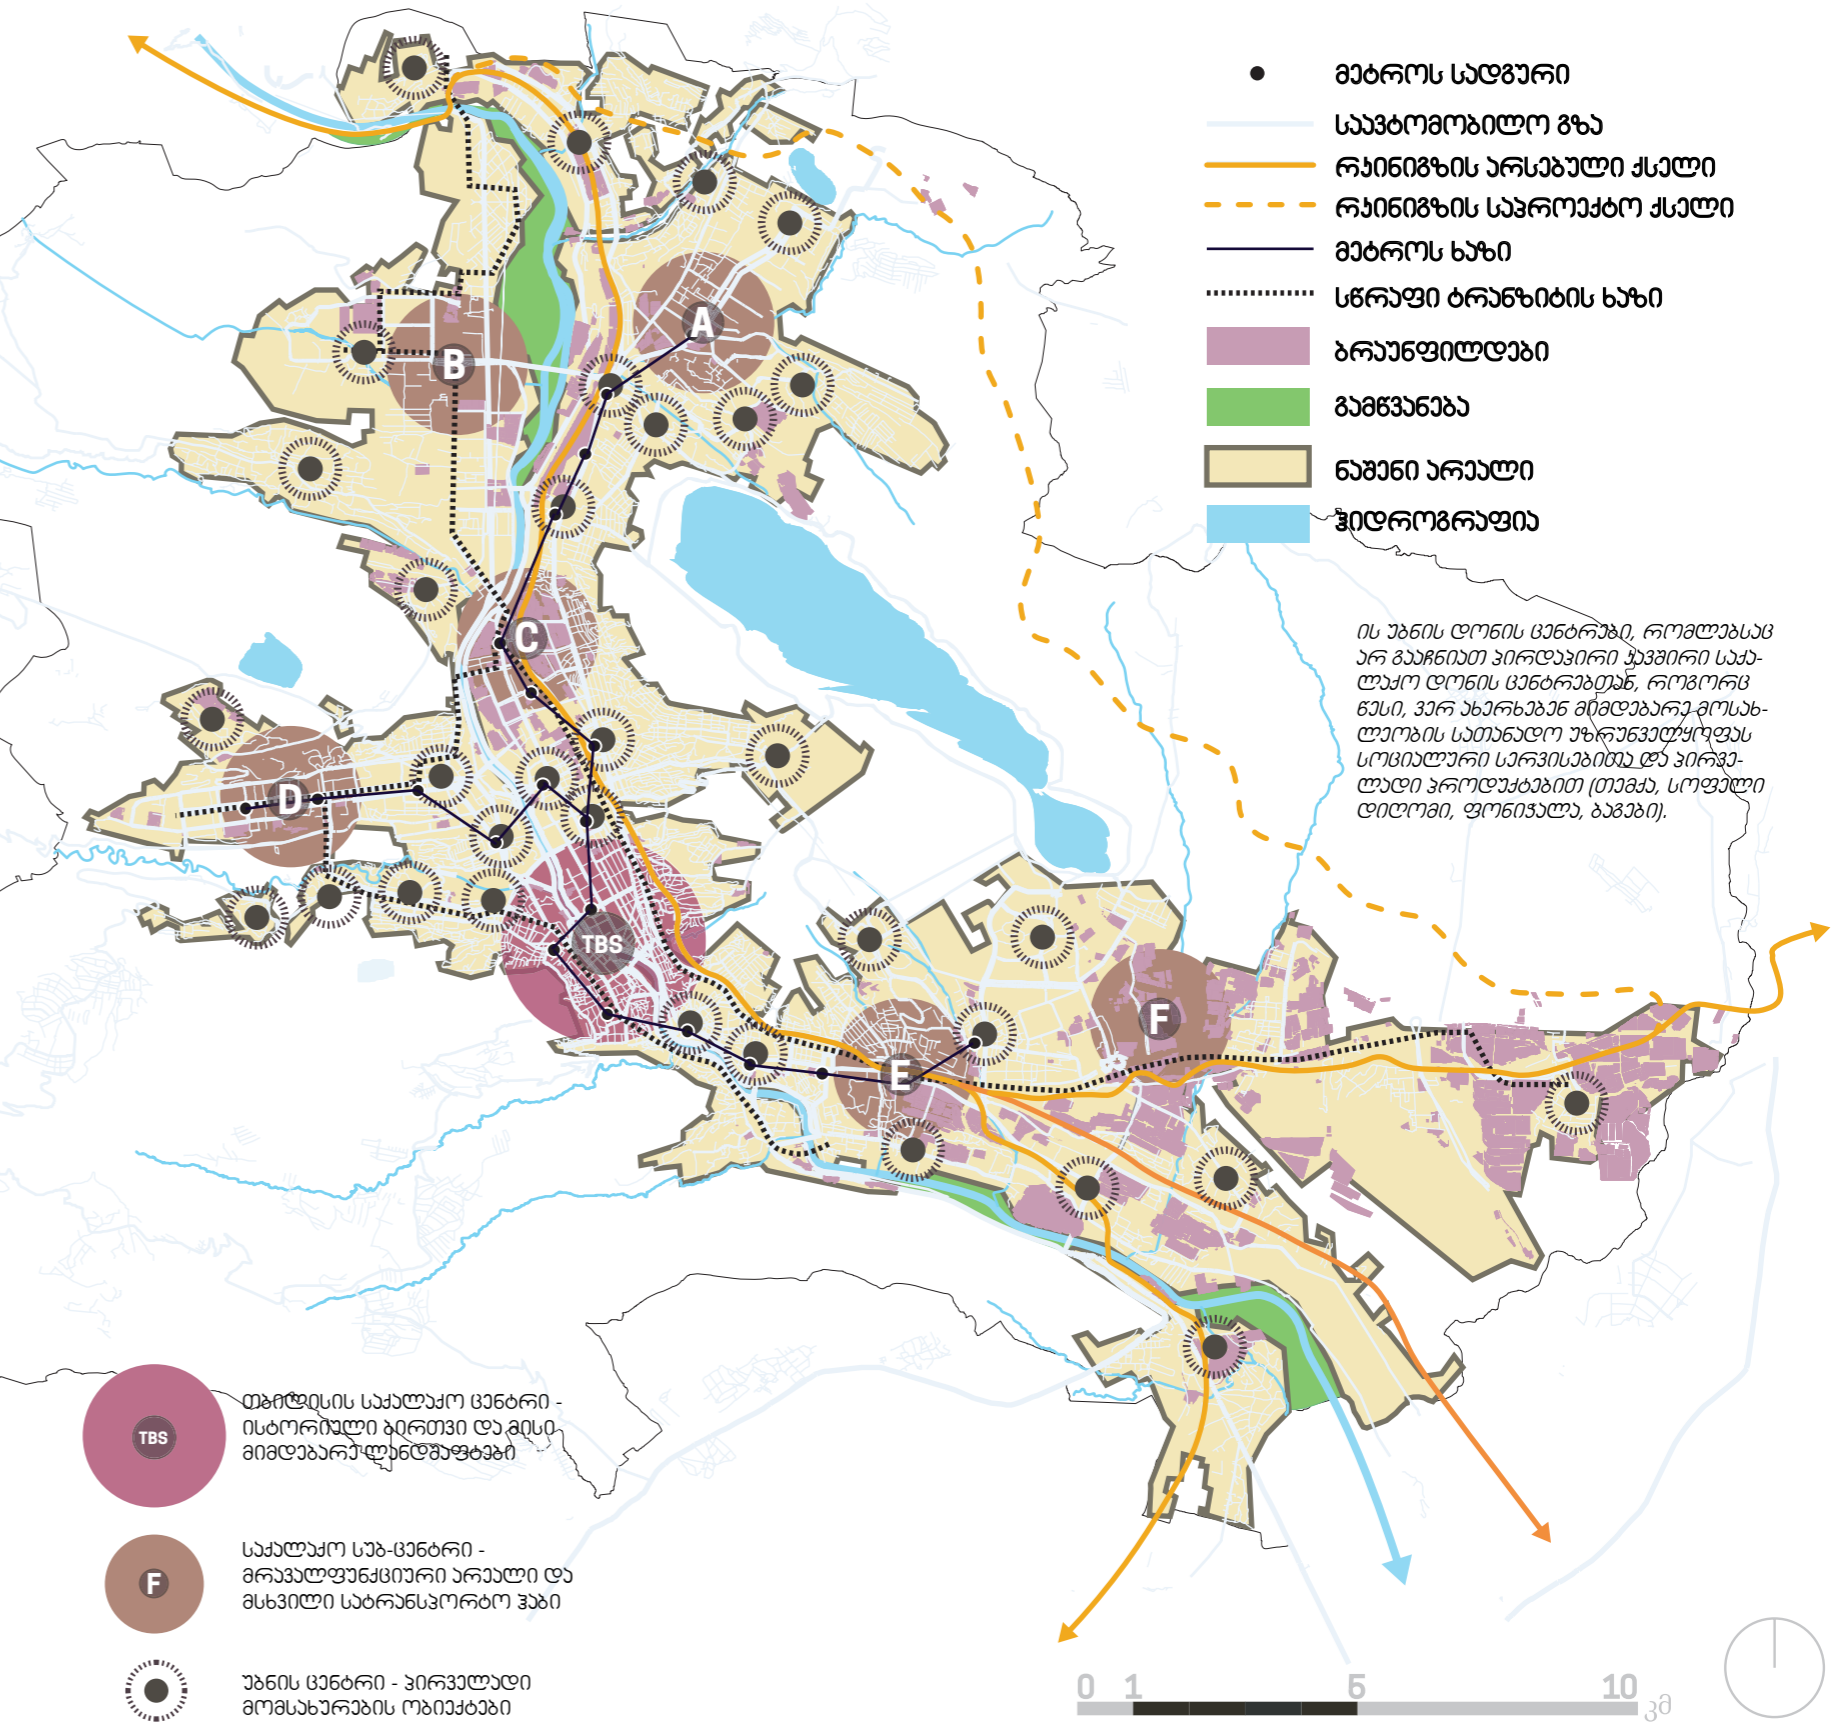 მეტროს სადგური
საავტომობილო გზა
რკინიგზის არსებული ქსელი
რკინიგზის საპროექტო ქსელი
მეტროს ხაზი
სწრაფი ტრანზიტის ხაზი
ბრაუნფილდები
გამწვანება
ნაშენი არეალი
ჰიდროგრაფია
ის უბნის დონის ცენტრები, რომლებსაც
არ გააჩნიათ პირდაპირი კავშირი საქა-
ლაქო დონის ცენტრებთან, როგორც
წესი, ვერ ახერხებენ მიმდებარე მოსახ-
ლეობის სათანადო უზრუნველყოფას
სოციალური სერვისებითა და პირვე-
ლადი პროდუქტებით (თემქა, სოფელი
დიღომი, ფონიჭალა, ბაგები).
A
B
C
D
TBS
E
F
TBS
თბილისის საქალაქო ცენტრი -
ისტორიული ბირთვი და მისი
მიმდებარე ლანდშაფტები
F
საქალაქო სუბ-ცენტრი -
მრავალფუნქციური არეალი და
მსხვილი სატრანსპორტო ჰაბი
უბნის ცენტრი - პირველადი
მომსახურების ობიექტები
0 1 5 10 კმ